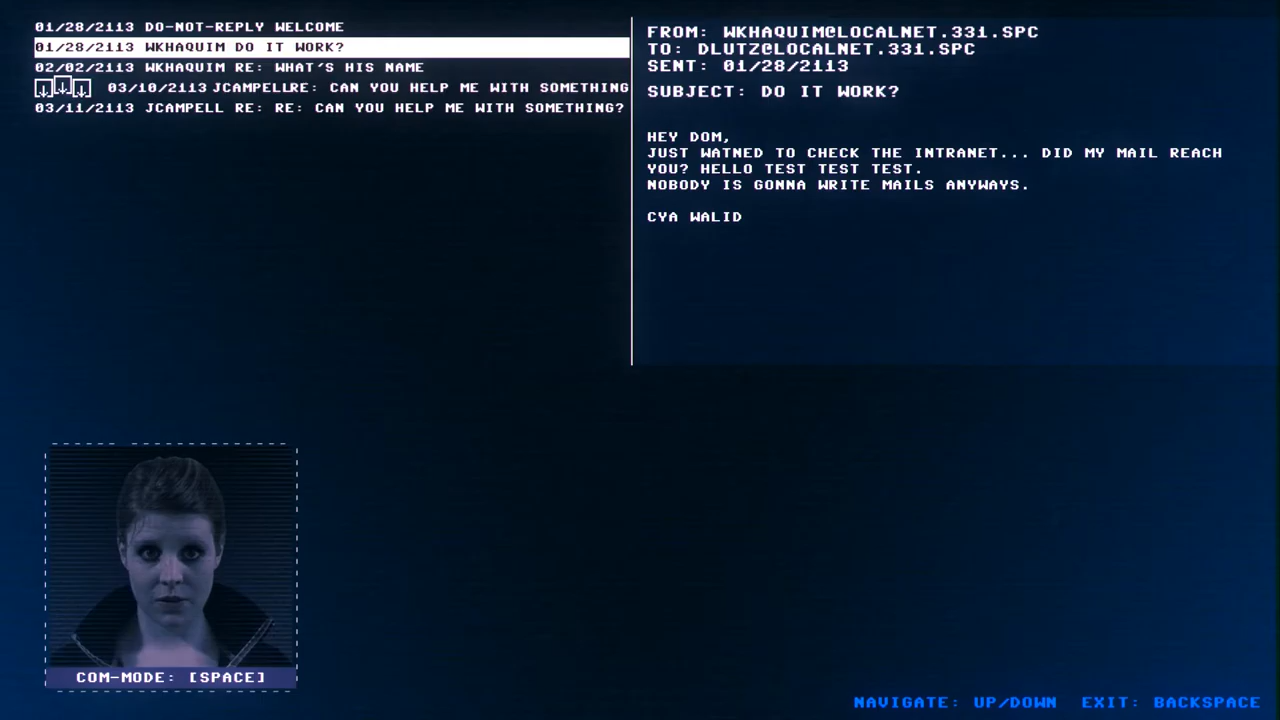 01/28/2113 DO-NOT-REPLY WELCOME
01/28/2113 WKHAQUIM DO IT WORK?
02/02/2113 WKHAQUIM RE: WHAT'S HIS NAME
03/10/2113 JCAMPELLRE: CAN YOU HELP ME WITH SOMETHING
03/11/2113 JCAMPELL RE: RE: CAN YOU HELP ME WITH SOMETHING?
FROM: WKHAQUIM@LOCALNET.331.SPC
TO: DLUTZ@LOCALNET.331.SPC
SENT: 01/28/2113
SUBJECT: DO IT WORK?
HEY DOM,
JUST WATNED TO CHECK THE INTRANET... DID MY MAIL REACH
YOU? HELLO TEST TEST TEST.
NOBODY IS GONNA WRITE MAILS ANYWAYS.
CYA WALID
COM-MODE: [SPACE]
NAVIGATE: UP/DOWN EXIT: BACKSPACE